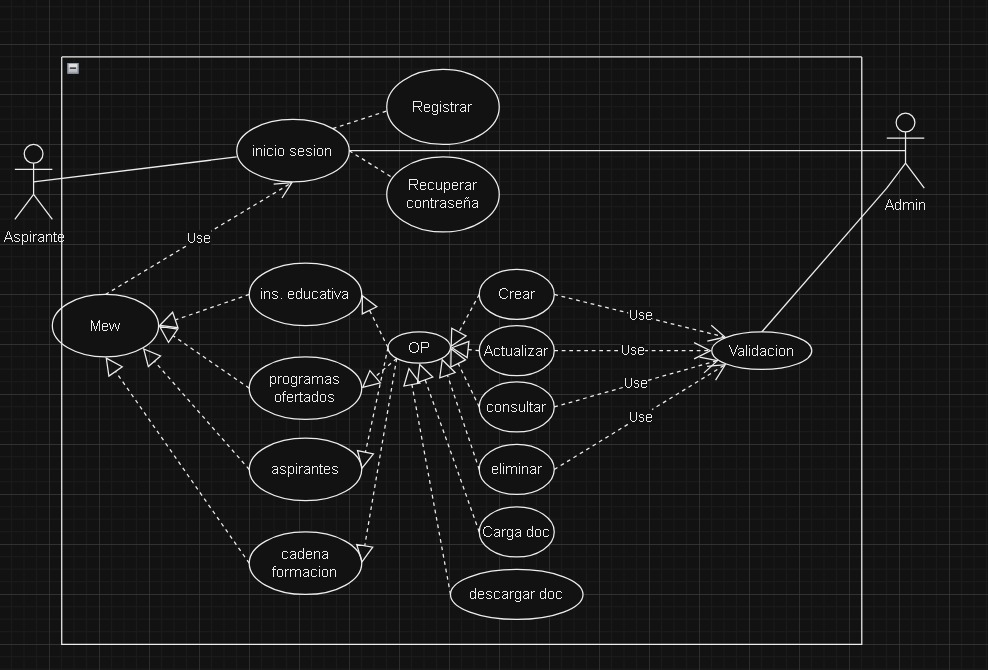 Registrar
inicio sesion
Recuperar
contraseña
Aspirante
Admin
Use
ins. educativa
Crear
Use
Mew
OP
Actualizar
Use
Validacion
programas
ofertados
Use
consultar
Use
aspirantes
eliminar
Carga doc
cadena
formacion
descargar doc